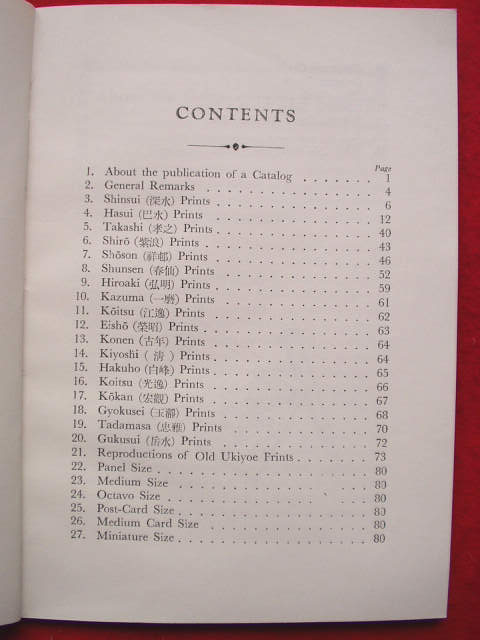 CONTENTS
Page
1. About the publication of a Catalog . . . . . . . 1
2. General Remarks . . . . . . . . . . . . . 4
3. Shinsui (深水) Prints . . . . . . . . . . . . 6
4. Hasui (巴水) Prints . . . . . . . . . . . . . 12
5. Takashi (孝之) Prints . . . . . . . . . . . . 40
6. Shirō (紫浪) Prints . . . . . . . . . . . . . 43
7. Shōson (祥邨) Prints . . . . . . . . . . . . 46
8. Shunsen (春仙) Prints . . . . . . . . . . . . 52
9. Hiroaki (弘明) Prints . . . . . . . . . . . . 59
10. Kazuma (一磨) Prints . . . . . . . . . . . . 61
11. Kōitsu (江逸) Prints . . . . . . . . . . . . 62
12. Eishō (榮昭) Prints . . . . . . . . . . . . . 64
13. Konen (古年) Prints . . . . . . . . . . . . 64
14. Kiyoshi (清) Prints . . . . . . . . . . . . . 65
15. Hakuho (白峰) Prints . . . . . . . . . . . . 66
16. Koitsu (光逸) Prints . . . . . . . . . . . . 66
17. Kōkan (宏觀) Prints . . . . . . . . . . . . 67
18. Gyokusei (玉瀞) Prints . . . . . . . . . . . 68
19. Tadamasa (忠雅) Prints . . . . . . . . . . . 70
20. Gukusui (岳水) Prints . . . . . . . . . . . . 72
21. Reproductions of Old Ukiyoe Frints . . . . . . . 73
22. Panel Size . . . . . . . . . . . . . . . . 80
23. Medium Size . . . . . . . . . . . . . . . 80
24. Octavo Size . . . . . . . . . . . . . . . 80
25. Post-Card Size . . . . . . . . . . . . . . 80
26. Medium Card Size . . . . . . . . . . . . . 80
27. Miniature Size . . . . . . . . . . . . . . 80